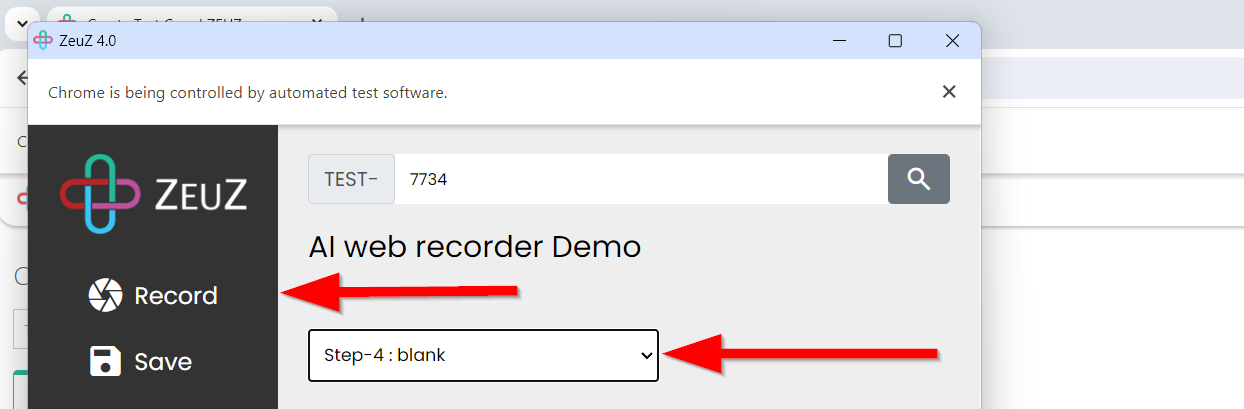 ZeuZ 4.0
Chrome is being controlled by automated test software.
ZEUZ
TEST-
7734
AI web recorder Demo
Record
Step-4 : blank
Save